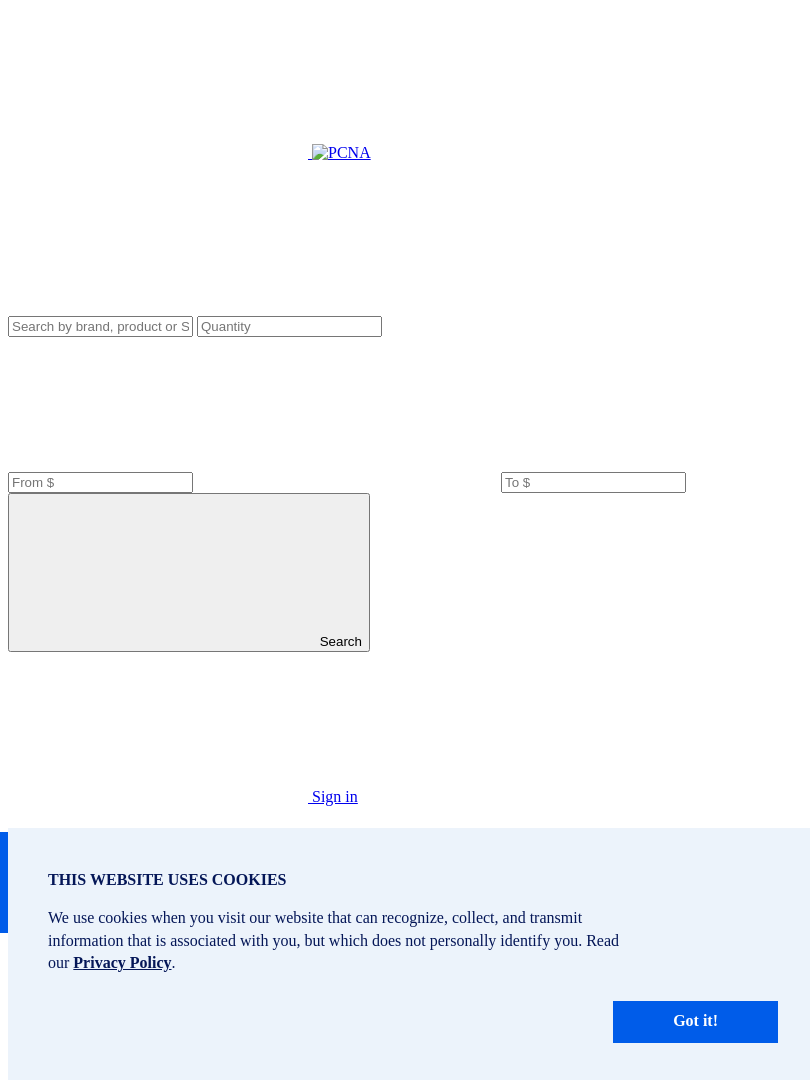 PCNA
Search by brand, product or S Quantity
From $ To $
Search
Sign in
THIS WEBSITE USES COOKIES
We use cookies when you visit our website that can recognize, collect, and transmit
information that is associated with you, but which does not personally identify you. Read
our Privacy Policy.
Got it!